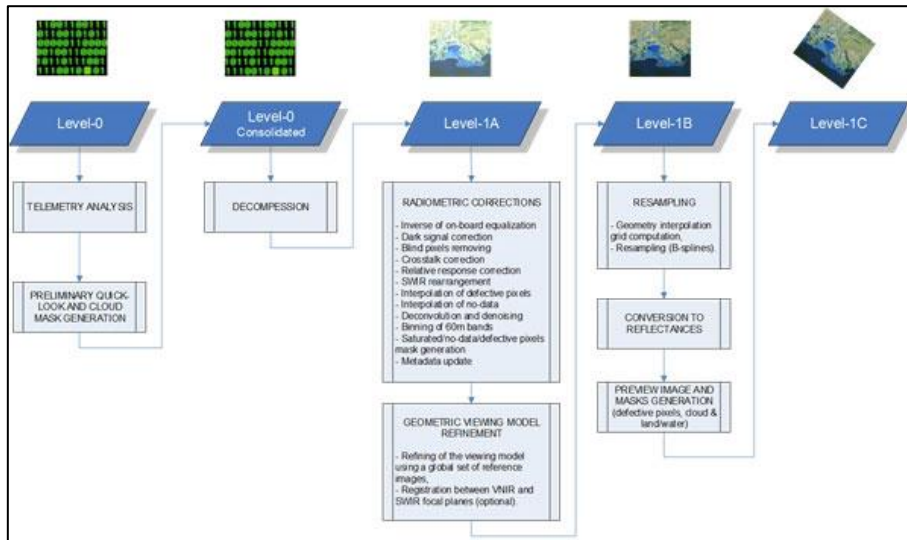 Level-0
TELEMETRY ANALYSIS
PRELIMINARY QUICK-
LOOK AND CLOUD
MASK GENERATION
Level-0
Consolidated
DECOMPESSION
Level-1A
RADIOMETRIC CORRECTIONS
- Inverse of on-board equalization
- Dark signal correction
- Blind pixels removing
- Crosstalk correction
- Relative response correction
- SWIR rearrangement
- Interpolation of defective pixels
- Interpolation of no-data
- Deconvolution and denoising
- Binning of 60m bands
- Saturated/no-data/defective pixels
mask generation
- Metadata update
GEOMETRIC VIEWING MODEL
REFINEMENT
- Refining of the viewing model
using a global set of reference
images,
- Registration between VNIR and
SWIR focal planes (optional).
Level-1B
RESAMPLING
- Geometry interpolation
grid computation,
- Resampling (B-splines).
CONVERSION TO
REFLECTANCES
PREVIEW IMAGE AND
MASKS GENERATION
(defective pixels, cloud &
land/water)
Level-1C